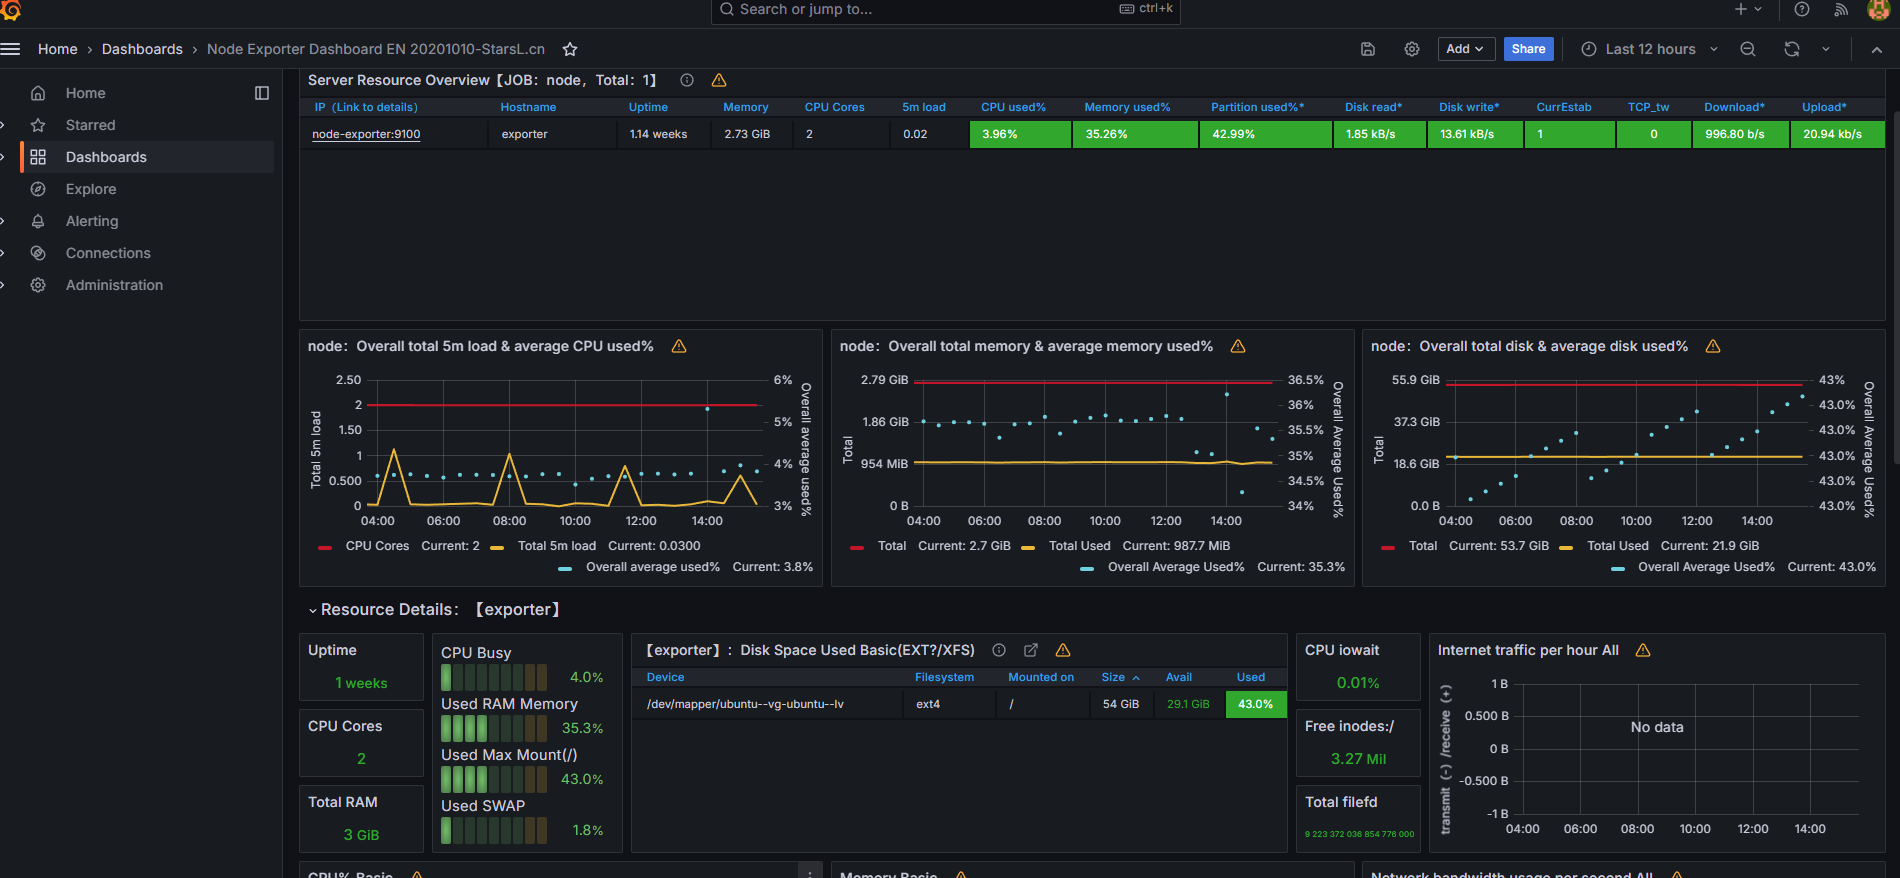 Search or jump to...
ctrl+k
Home
Dashboards
Node Exporter Dashboard EN 20201010-StarsL.cn
Add
Share
Last 12 hours
Home
Starred
Dashboards
Explore
Alerting
Connections
Administration
Server Resource Overview【JOB：node，Total：1】
IP（Link to details） Hostname Uptime Memory CPU Cores 5m load CPU used% Memory used% Partition used%* Disk read* Disk write* CurrEstab TCP_tw Download* Upload*
node-exporter:9100 exporter 1.14 weeks 2.73 GiB 2 0.02 3.96% 35.26% 42.99% 1.85 kB/s 13.61 kB/s 1 0 996.80 b/s 20.94 kb/s
node：Overall total 5m load & average CPU used%
2.50
2
1.50
1
0.500
0
Total 5m load
6%
5%
4%
3%
Overall average used%
04:00 06:00 08:00 10:00 12:00 14:00
CPU Cores Current: 2 Total 5m load Current: 0.0300
Overall average used% Current: 3.8%
node：Overall total memory & average memory used%
2.79 GiB
1.86 GiB
954 MiB
0 B
Total
36.5%
36%
35.5%
35%
34.5%
34%
Overall Average Used%
04:00 06:00 08:00 10:00 12:00 14:00
Total Current: 2.7 GiB Total Used Current: 987.7 MiB
Overall Average Used% Current: 35.3%
node：Overall total disk & average disk used%
55.9 GiB
37.3 GiB
18.6 GiB
0.0 B
Total
43%
43.0%
43.0%
43.0%
43.0%
43.0%
Overall Average Used%
04:00 06:00 08:00 10:00 12:00 14:00
Total Current: 53.7 GiB Total Used Current: 21.9 GiB
Overall Average Used% Current: 43.0%
Resource Details：【exporter】
Uptime
1 weeks
CPU Cores
2
Total RAM
3 GiB
CPU Busy
4.0%
Used RAM Memory
35.3%
Used Max Mount(/)
43.0%
Used SWAP
1.8%
【exporter】：Disk Space Used Basic(EXT?/XFS)
Device Filesystem Mounted on Size Avail Used
/dev/mapper/ubuntu--vg-ubuntu--lv ext4 / 54 GiB 29.1 GiB 43.0%
CPU iowait
0.01%
Free inodes:/
3.27 Mil
Total filefd
9 223 372 036 854 776 000
Internet traffic per hour All
1 B
0.500 B
0 B
-0.500 B
-1 B
transmit（-）/receive（+）
No data
04:00 06:00 08:00 10:00 12:00 14:00
CPU% Basic
Memory Basic
Network bandwidth usage per second All